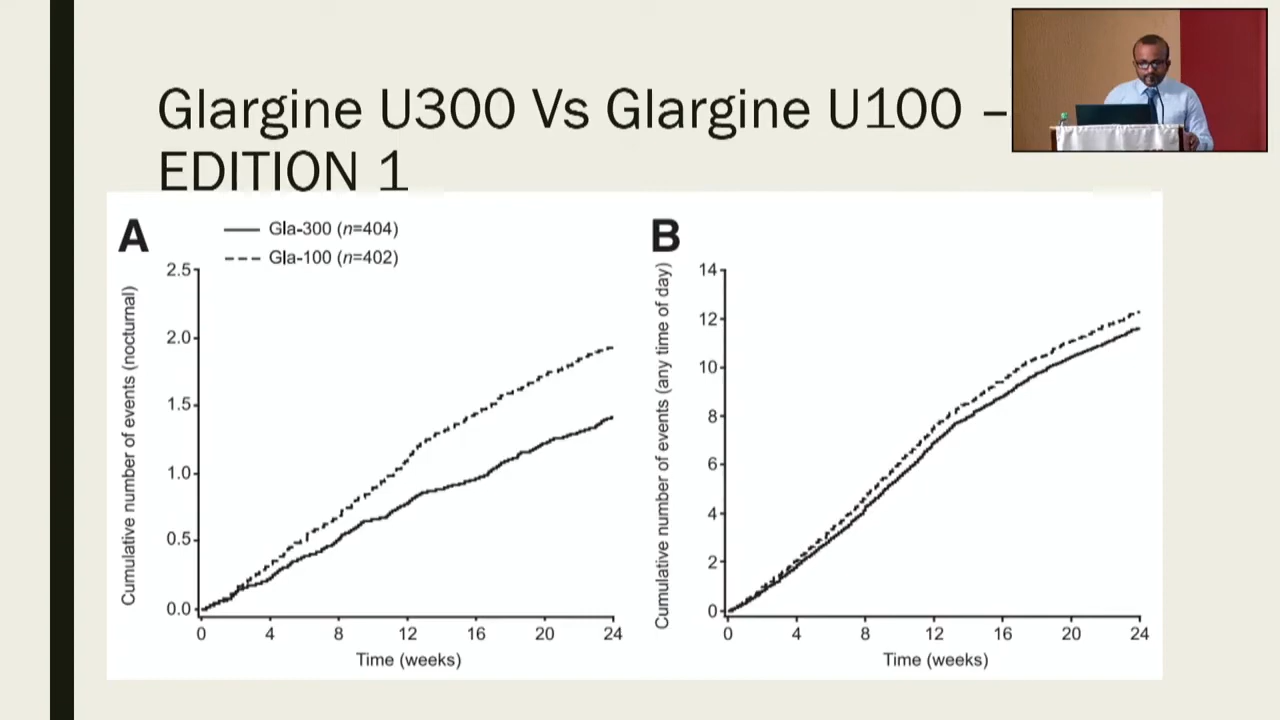 Glargine U300 Vs Glargine U100 –
EDITION 1
A
Gla-300 (n=404)
Gla-100 (n=402)
Cumulative number of events (nocturnal)
2.5
2.0
1.5
1.0
0.5
0.0
0 4 8 12 16 20 24
Time (weeks)
B
Cumulative number of events (any time of day)
14
12
10
8
6
4
2
0
0 4 8 12 16 20 24
Time (weeks)